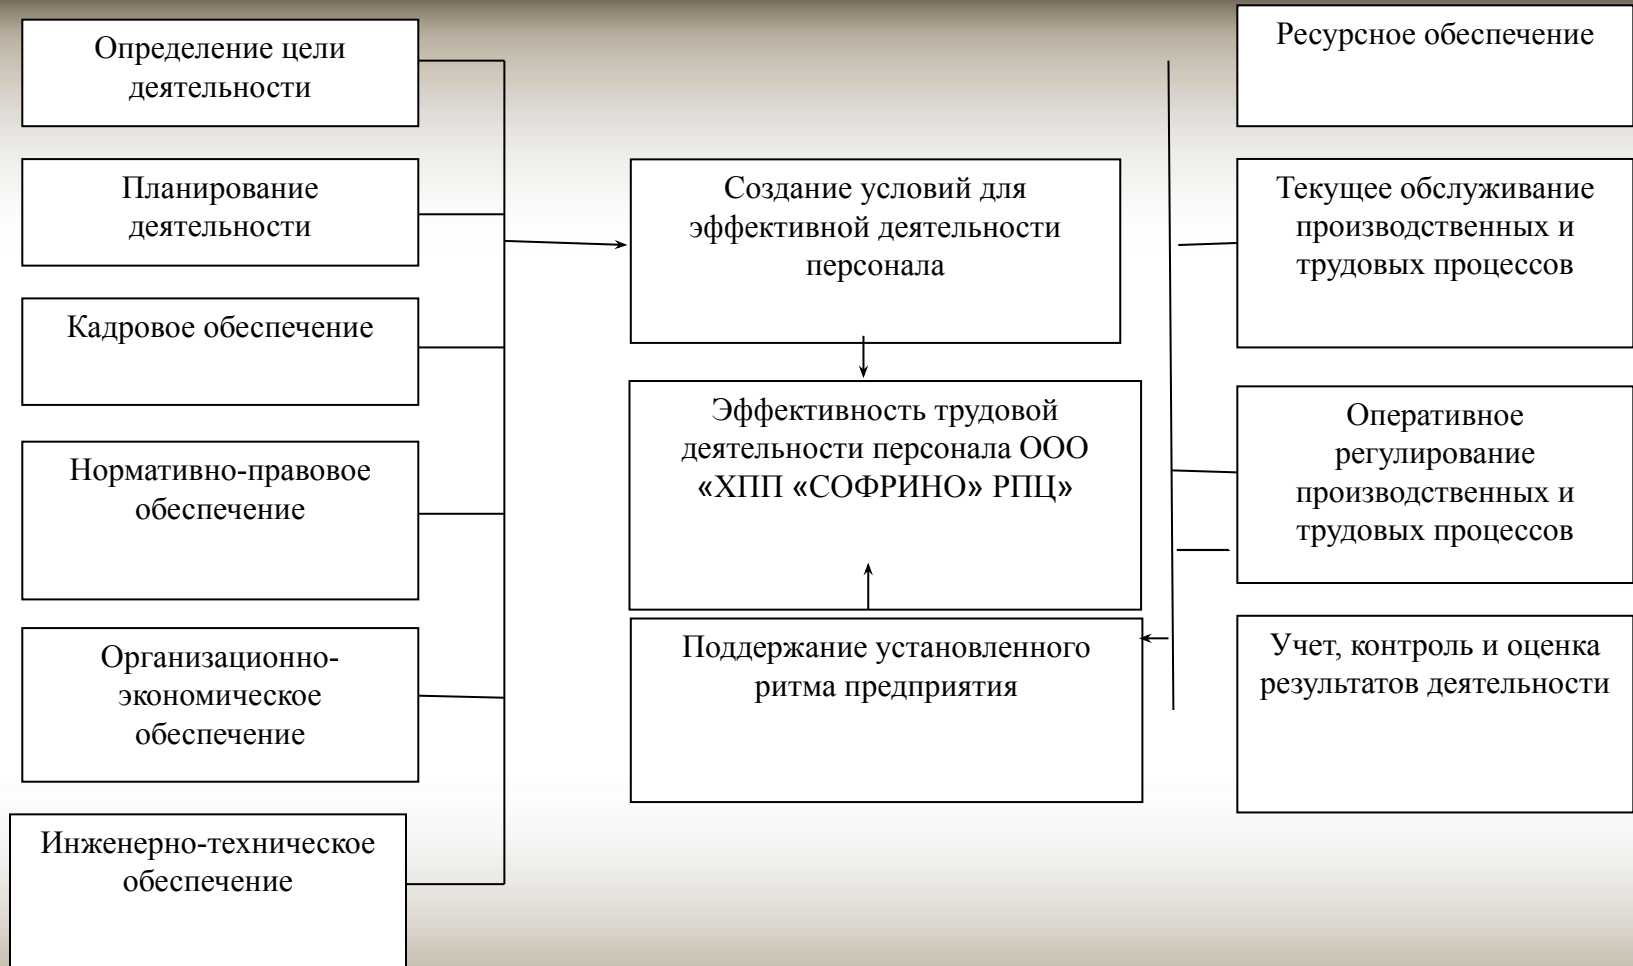 Определение цели
деятельности
Планирование
деятельности
Кадровое обеспечение
Нормативно-правовое
обеспечение
Организационно-
экономическое
обеспечение
Инженерно-техническое
обеспечение
Создание условий для
эффективной деятельности
персонала
Эффективность трудовой
деятельности персонала ООО
«ХПП «СОФРИНО» РПЦ»
Поддержание установленного
ритма предприятия
Ресурсное обеспечение
Текущее обслуживание
производственных и
трудовых процессов
Оперативное
регулирование
производственных и
трудовых процессов
Учет, контроль и оценка
результатов деятельности